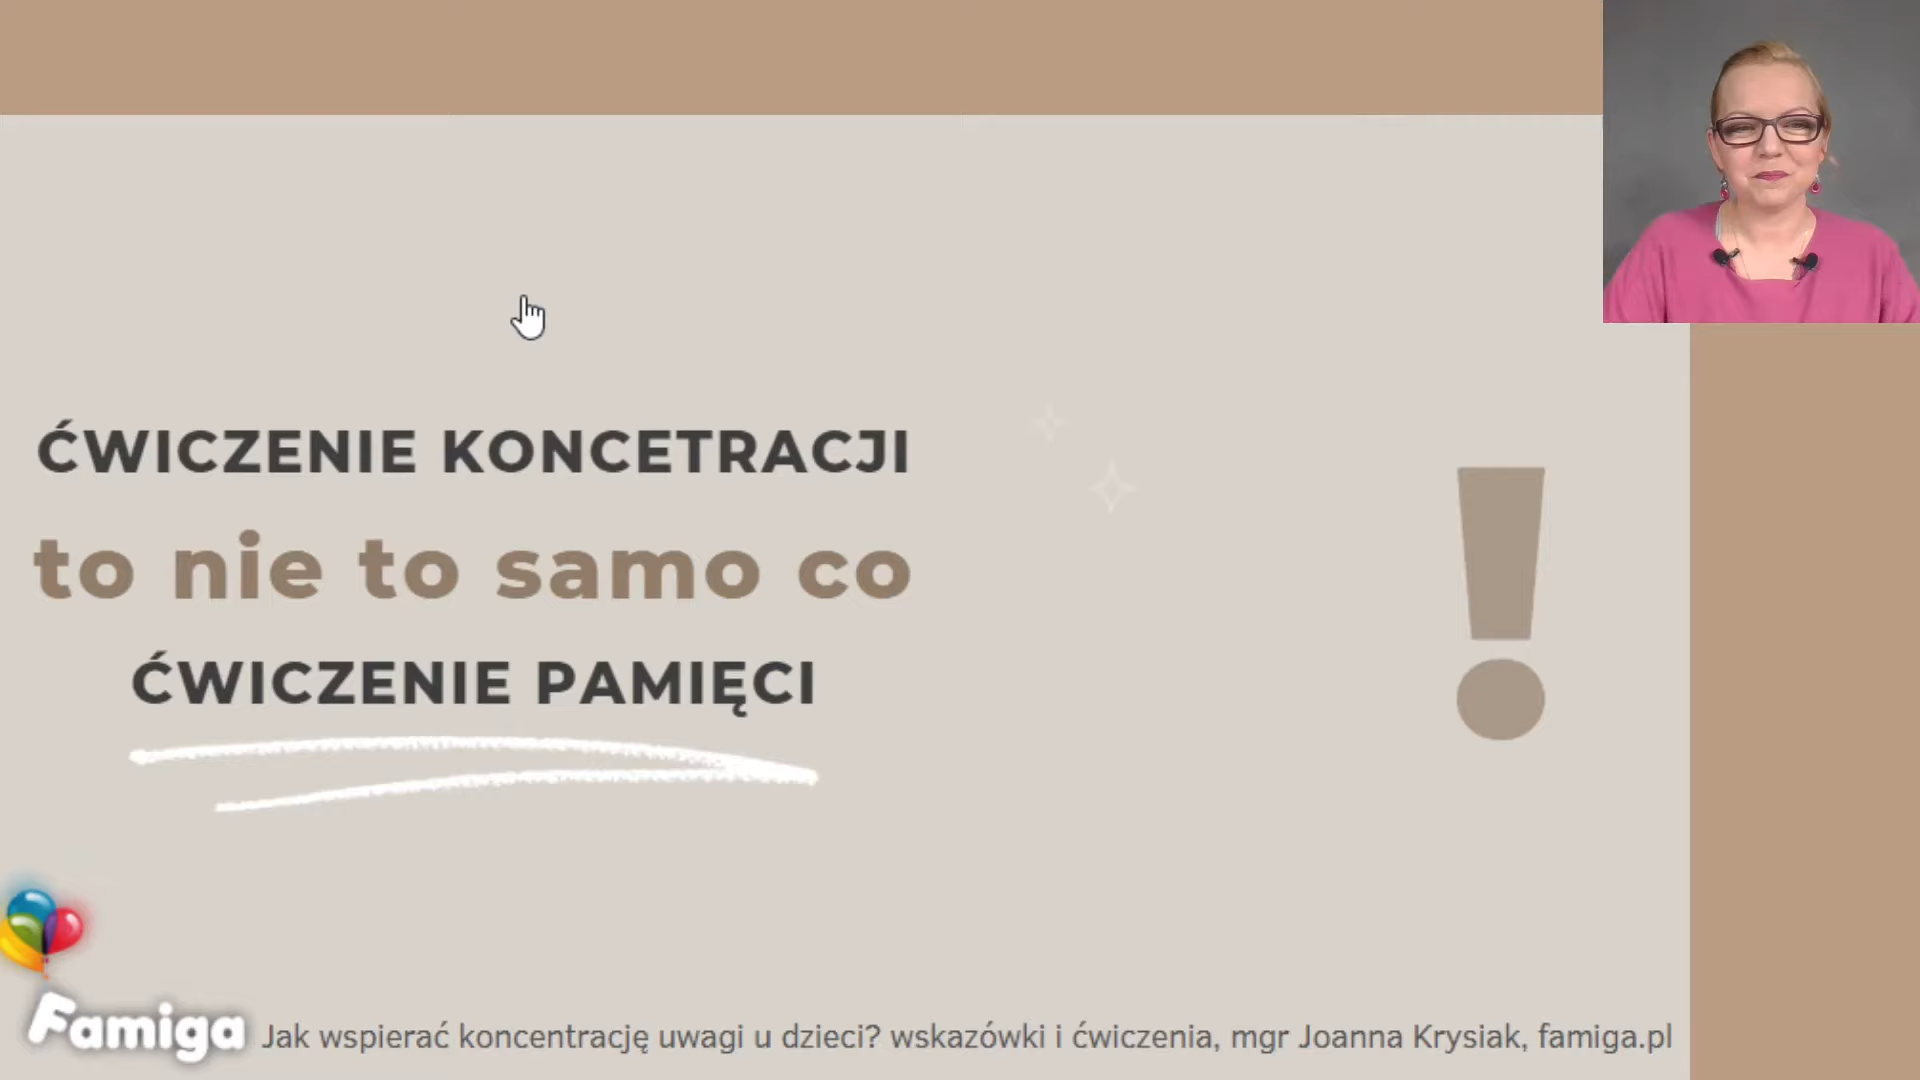 ĆWICZENIE KONCETRACJI
to nie to samo co
ĆWICZENIE PAMIĘCI
!
Famiga
Jak wspierać koncentrację uwagi u dzieci? wskazówki i ćwiczenia, mgr Joanna Krysiak, famiga.pl